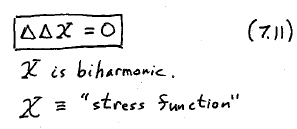 ΔΔχ = 0 (7.11)
χ is biharmonic.
χ ≡ "stress function"